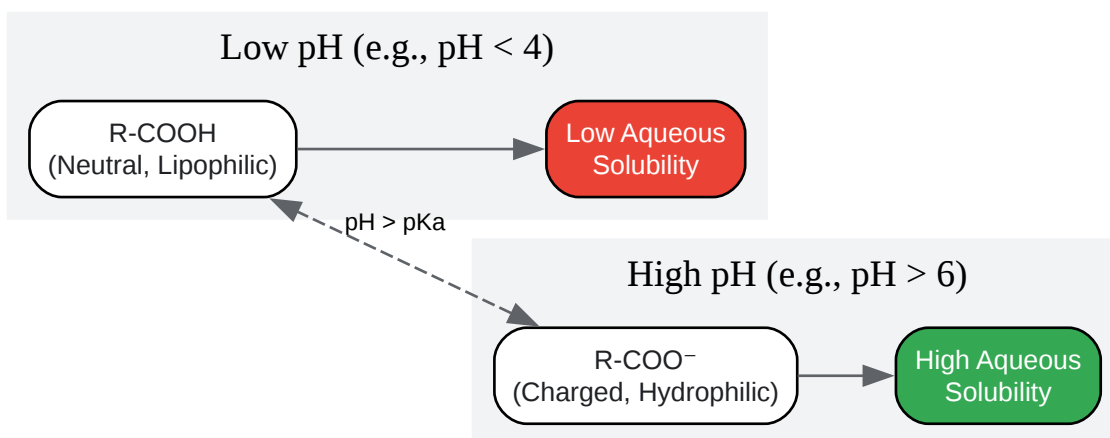 Low pH (e.g., pH < 4)
R-COOH
(Neutral, Lipophilic)
Low Aqueous
Solubility
pH > pKa
High pH (e.g., pH > 6)
R-COO⁻
(Charged, Hydrophilic)
High Aqueous
Solubility